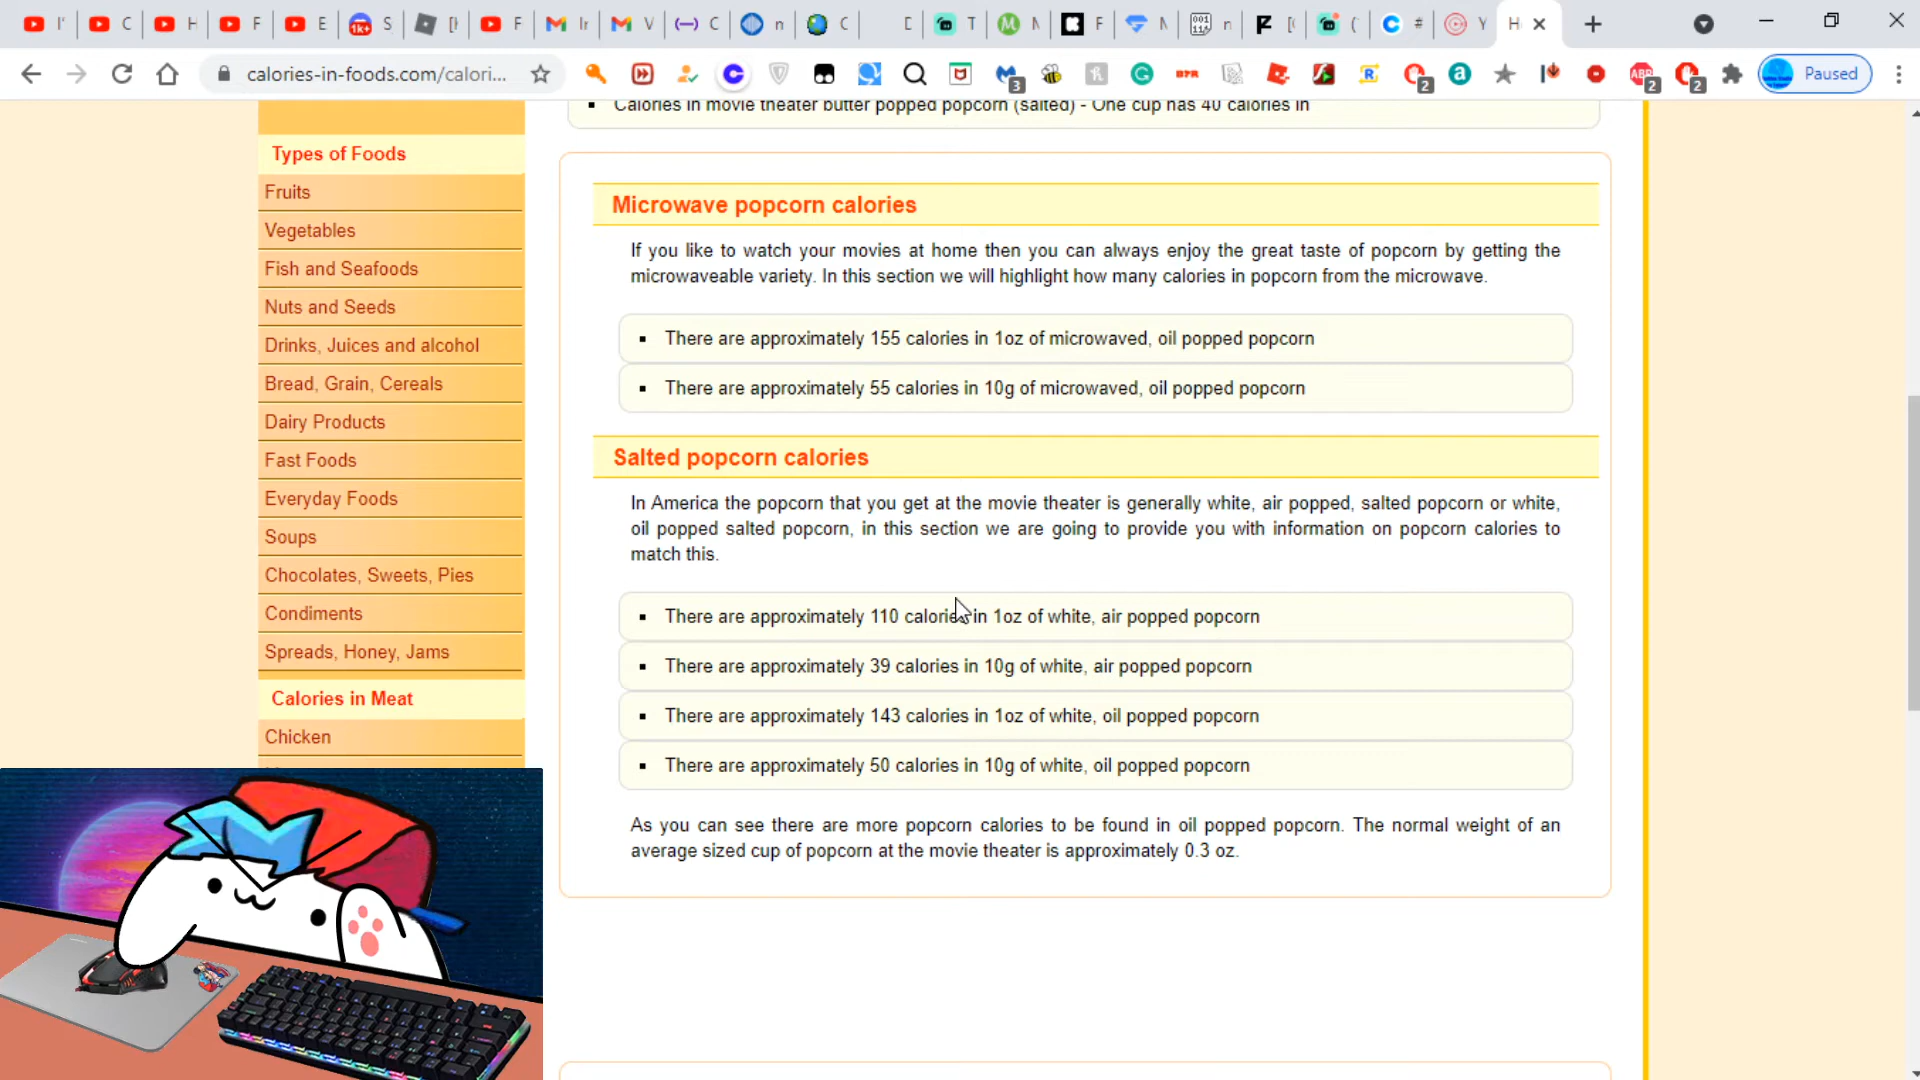 calories-in-foods.com/calori...
Paused
Calories in movie theater butter popped popcorn (salted) - One cup has 40 calories in
Types of Foods
Fruits
Vegetables
Fish and Seafoods
Nuts and Seeds
Drinks, Juices and alcohol
Bread, Grain, Cereals
Dairy Products
Fast Foods
Everyday Foods
Soups
Chocolates, Sweets, Pies
Condiments
Spreads, Honey, Jams
Calories in Meat
Chicken
Microwave popcorn calories
If you like to watch your movies at home then you can always enjoy the great taste of popcorn by getting the
microwaveable variety. In this section we will highlight how many calories in popcorn from the microwave.
There are approximately 155 calories in 1oz of microwaved, oil popped popcorn
There are approximately 55 calories in 10g of microwaved, oil popped popcorn
Salted popcorn calories
In America the popcorn that you get at the movie theater is generally white, air popped, salted popcorn or white,
oil popped salted popcorn, in this section we are going to provide you with information on popcorn calories to
match this.
There are approximately 110 calories in 1oz of white, air popped popcorn
There are approximately 39 calories in 10g of white, air popped popcorn
There are approximately 143 calories in 1oz of white, oil popped popcorn
There are approximately 50 calories in 10g of white, oil popped popcorn
As you can see there are more popcorn calories to be found in oil popped popcorn. The normal weight of an
average sized cup of popcorn at the movie theater is approximately 0.3 oz.